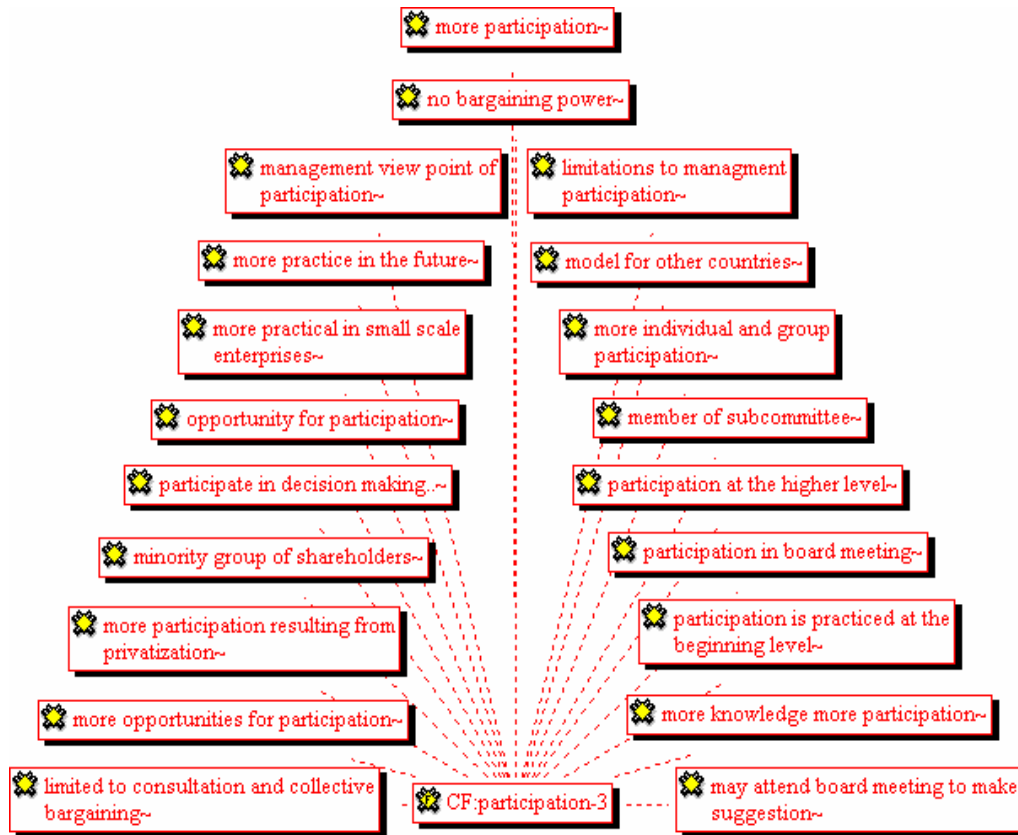 more participation~
no bargaining power~
management view point of
participation~
limitations to managment
participation~
more practice in the future~
model for other countries~
more practical in small scale
enterprises~
more individual and group
participation~
opportunity for participation~
member of subcommittee~
participate in decision making..~
participation at the higher level~
minority group of shareholders~
participation in board meeting~
more participation resulting from
privatization~
participation is practiced at the
beginning level~
more opportunities for participation~
more knowledge more participation~
limited to consultation and collective
bargaining~
CF:participation-3
may attend board meeting to make
suggestion~